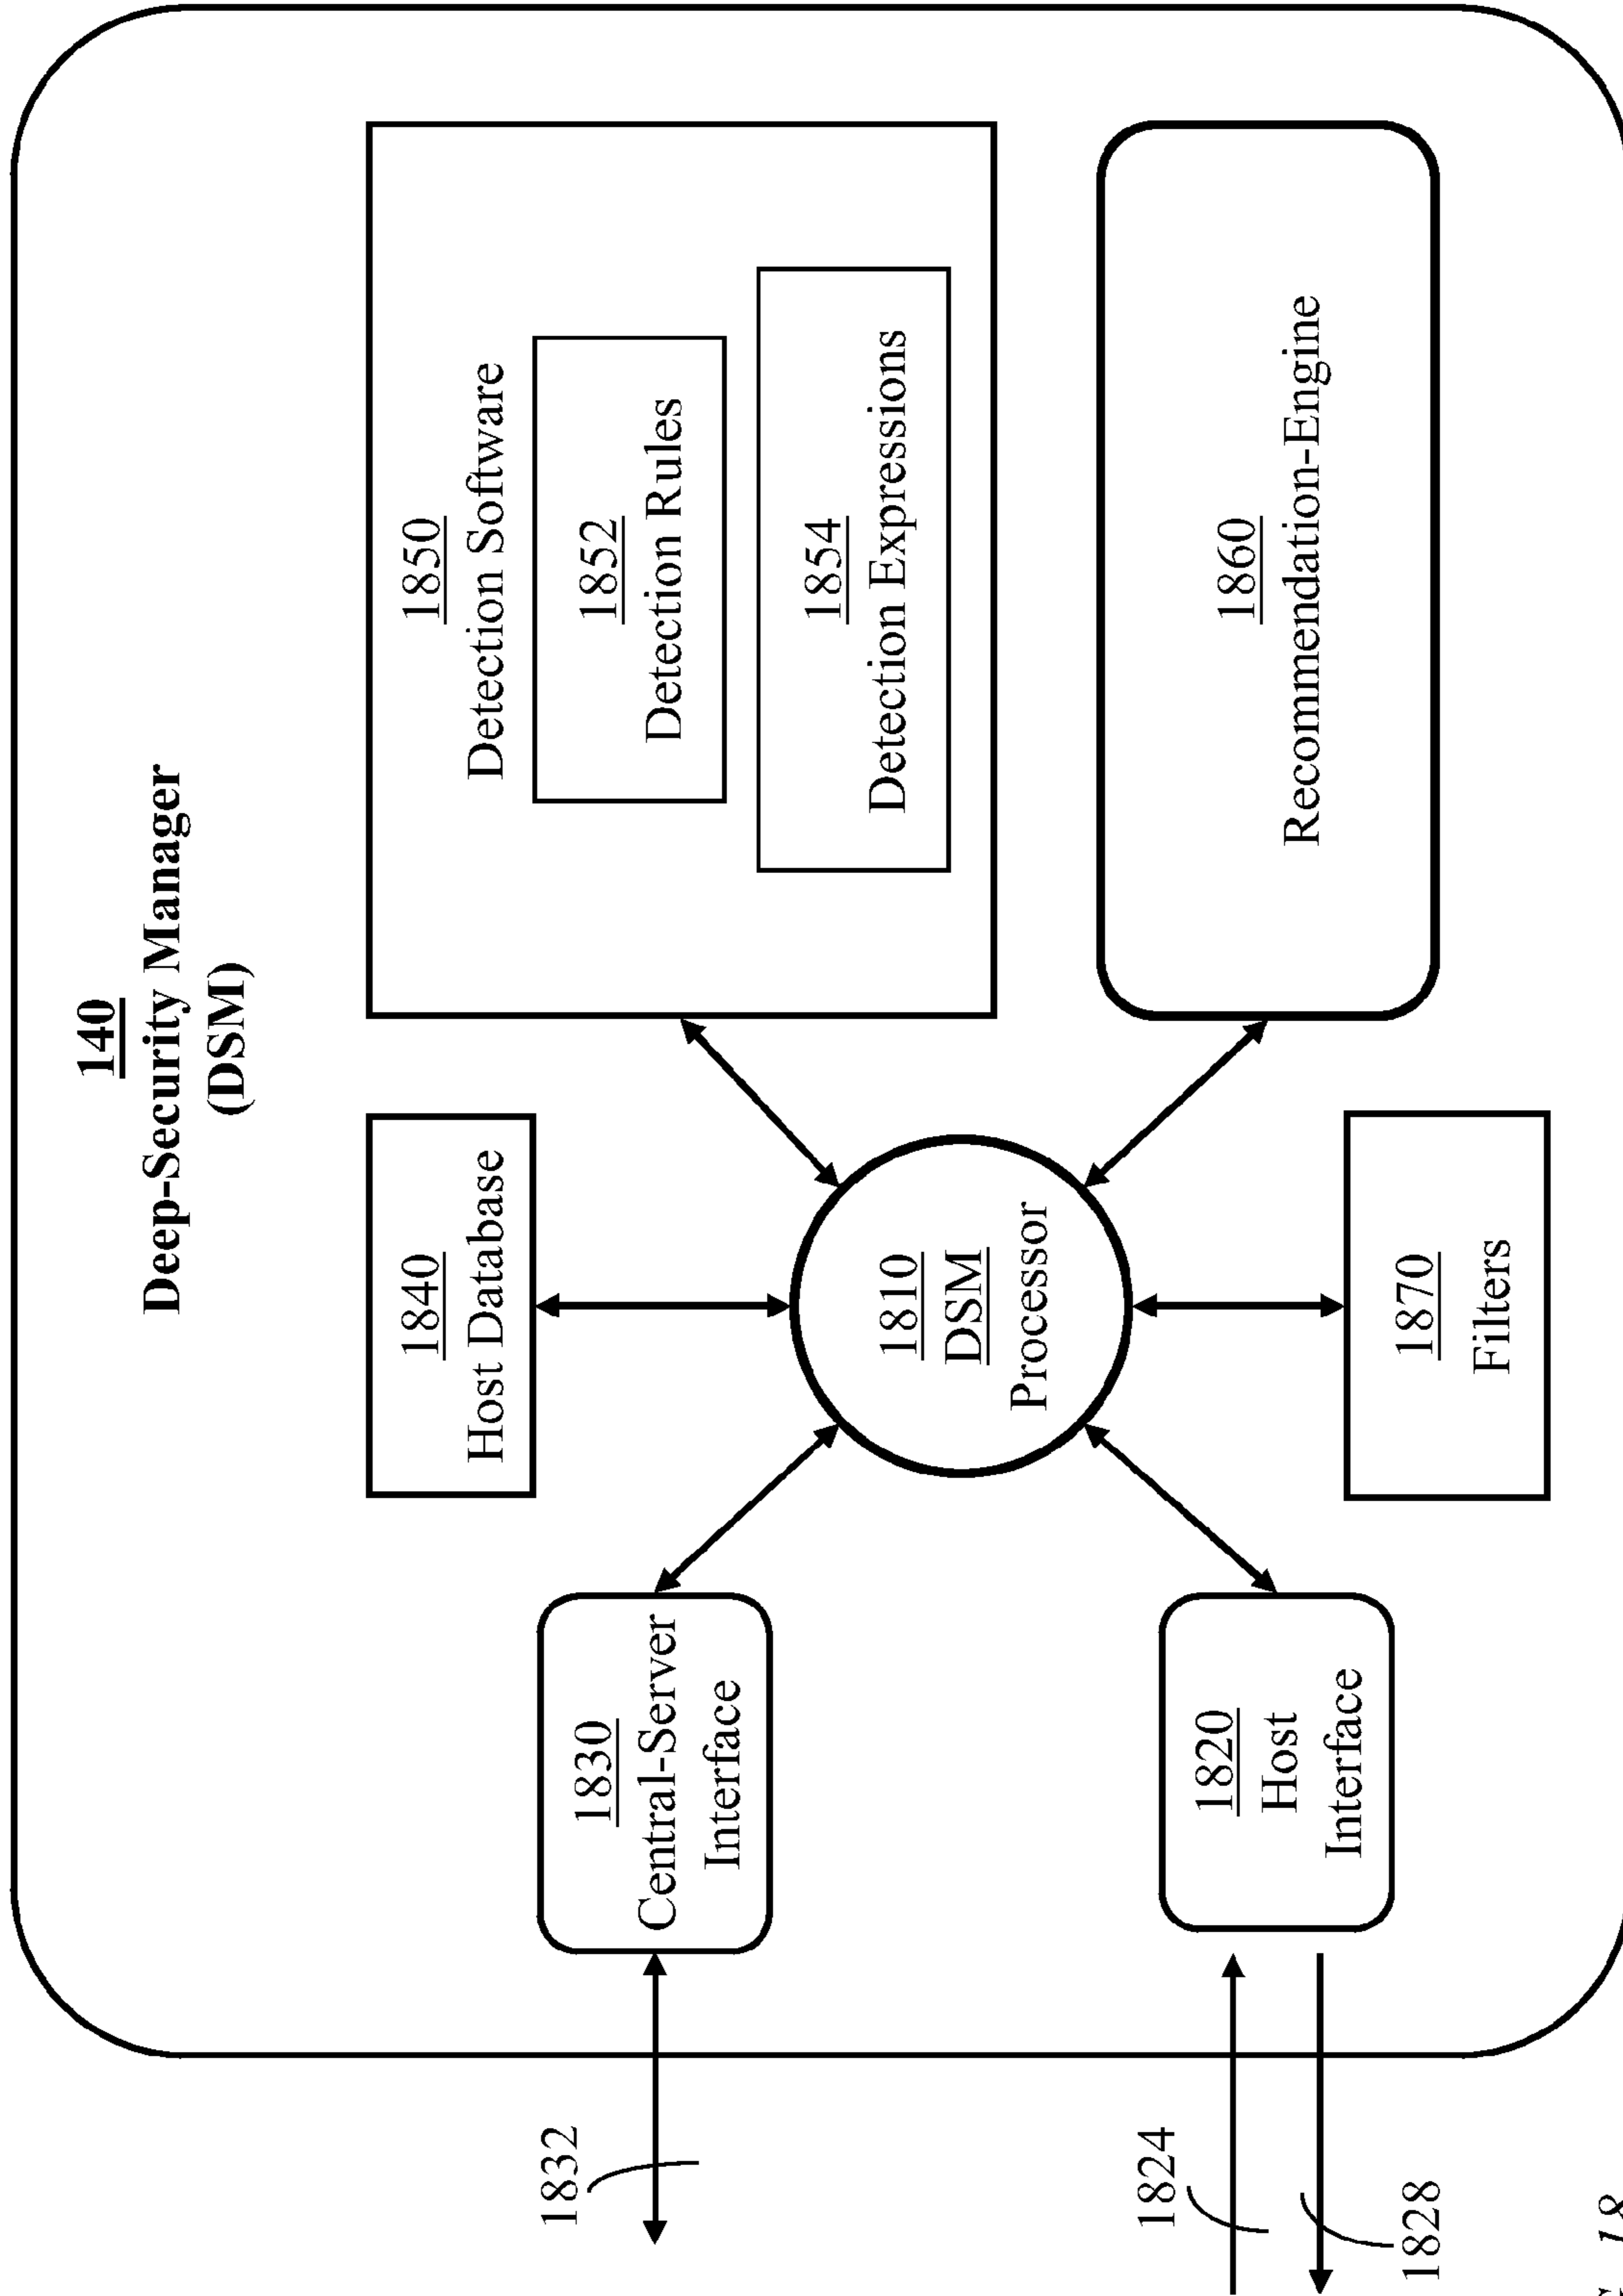 140
Deep-Security Manager
(DSM)
1840
Host Database
1850
Detection Software
1852
Detection Rules
1854
Detection Expressions
1830
Central-Server
Interface
1832
1810
DSM
Processor
1820
Host
Interface
1824
1828
1870
Filters
1860
Recommendation-Engine
18